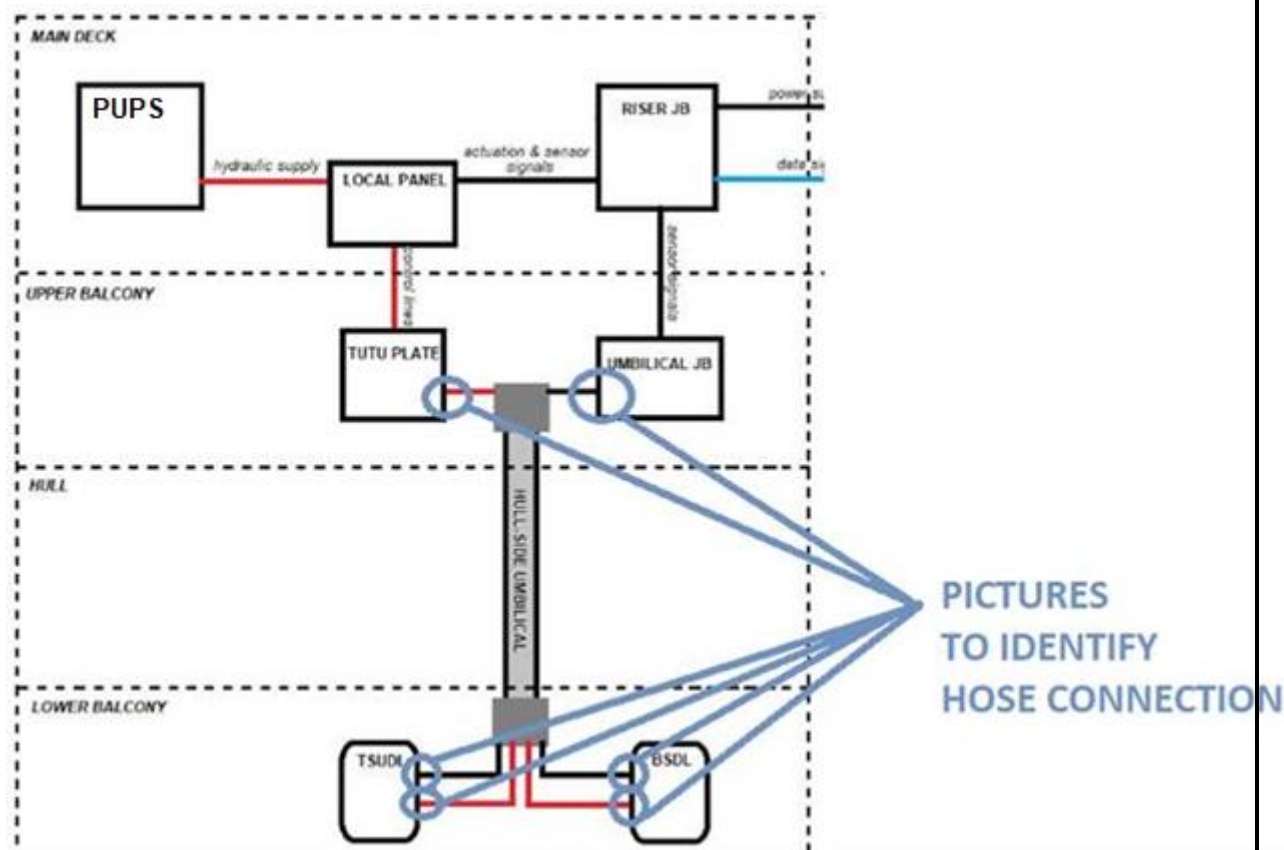 MAIN DECK
PUPS
RISER JB
power su
hydraulic supply
LOCAL PANEL
actuation & sensor
signals
data sig
control lines
sensor signals
UPPER BALCONY
TUTU PLATE
UMBILICAL JB
HULL
HULL-SIDE UMBILICAL
PICTURES
TO IDENTIFY
HOSE CONNECTION
LOWER BALCONY
TSUDL
BSDL